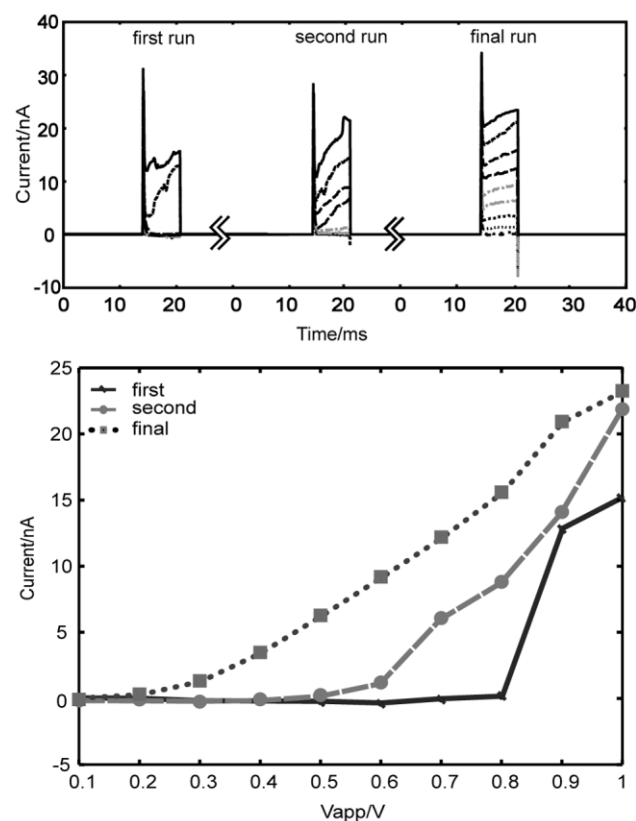 first run second run final run
40
30
20
10
0
-10
Current/nA
0 10 20 0 10 20 0 10 20 30 40
Time/ms
25
20
15
10
5
0
-5
Current/nA
first
second
final
0.1 0.2 0.3 0.4 0.5 0.6 0.7 0.8 0.9 1
Vapp/V